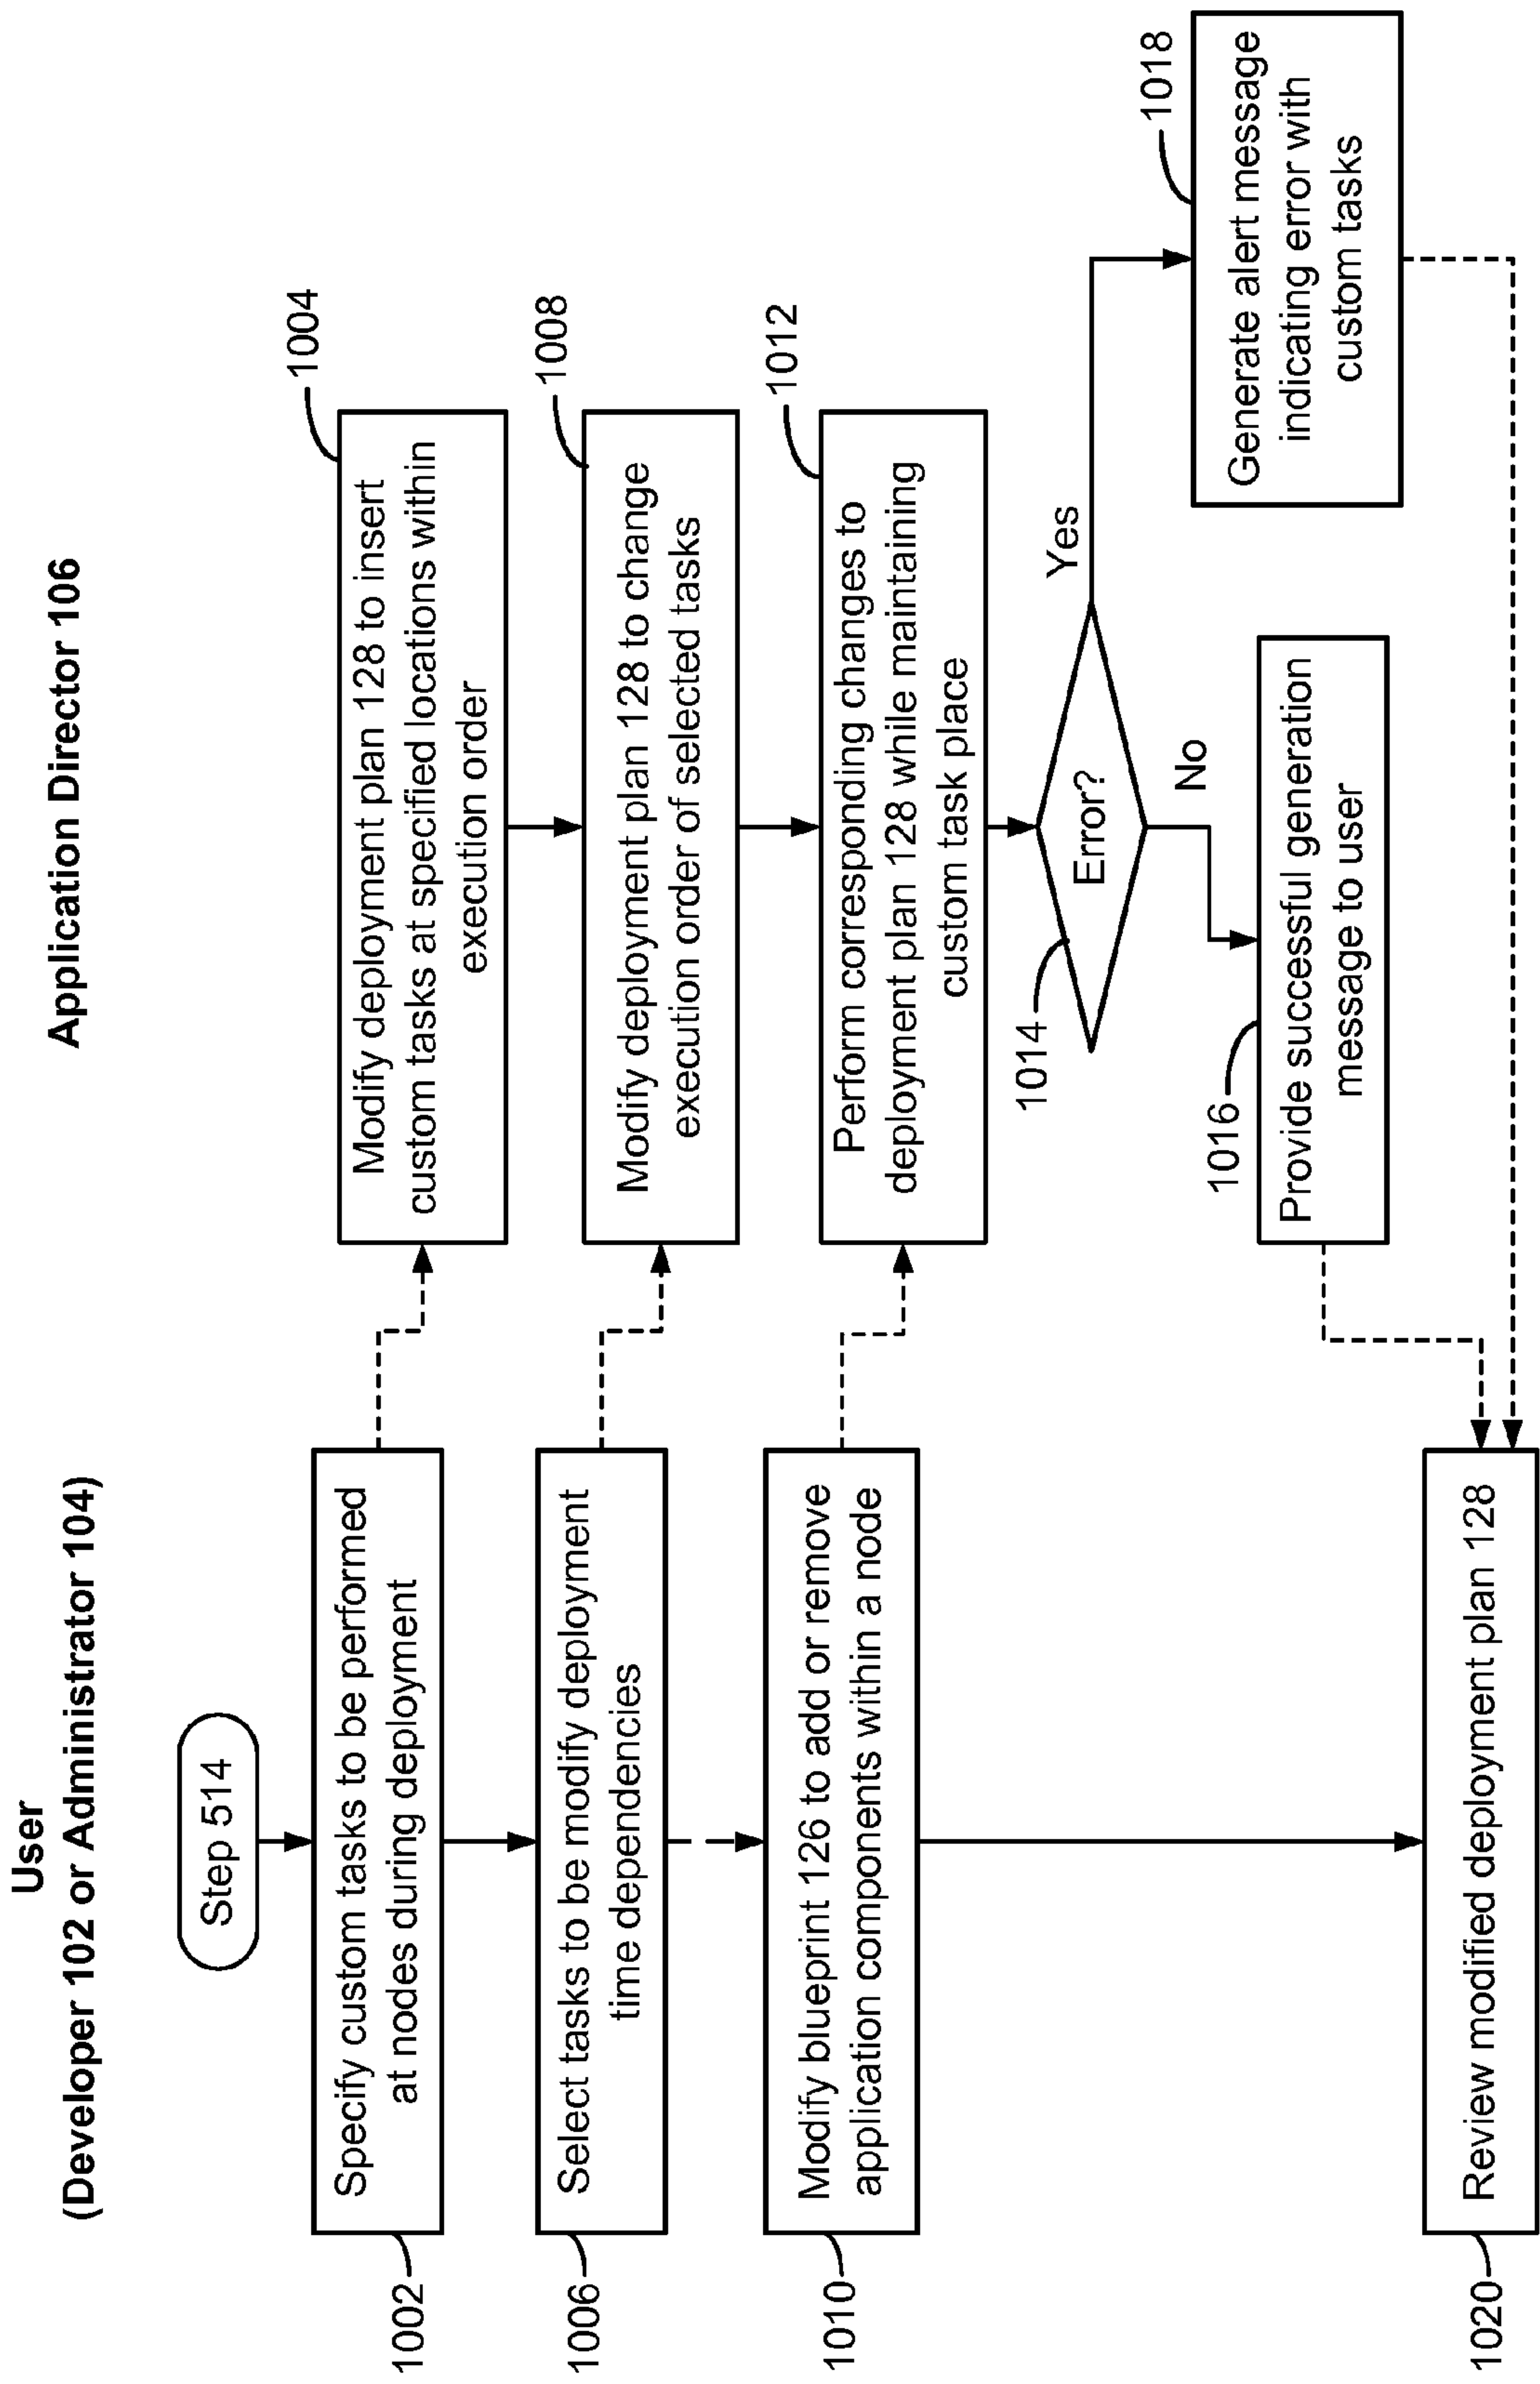 User
(Developer 102 or Administrator 104)
Application Director 106
Step 514
Specify custom tasks to be performed
at nodes during deployment
1002
Modify deployment plan 128 to insert
custom tasks at specified locations within
execution order
1004
Select tasks to be modify deployment
time dependencies
1006
Modify deployment plan 128 to change
execution order of selected tasks
1008
Modify blueprint 126 to add or remove
application components within a node
1010
Perform corresponding changes to
deployment plan 128 while maintaining
custom task place
1012
Error?
1014
Yes
No
Provide successful generation
message to user
1016
Generate alert message
indicating error with
custom tasks
1018
Review modified deployment plan 128
1020